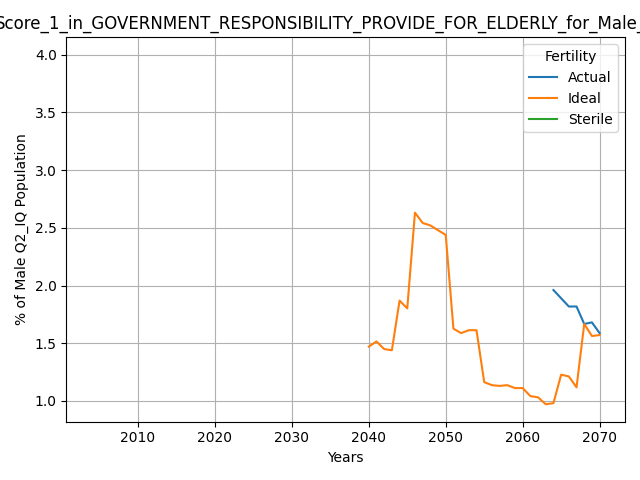 Score_1_in_GOVERNMENT_RESPONSIBILITY_PROVIDE_FOR_ELDERLY_for_Male_
Fertility
Actual
Ideal
Sterile
% of Male Q2_IQ Population
4.0
3.5
3.0
2.5
2.0
1.5
1.0
2010 2020 2030 2040 2050 2060 2070
Years